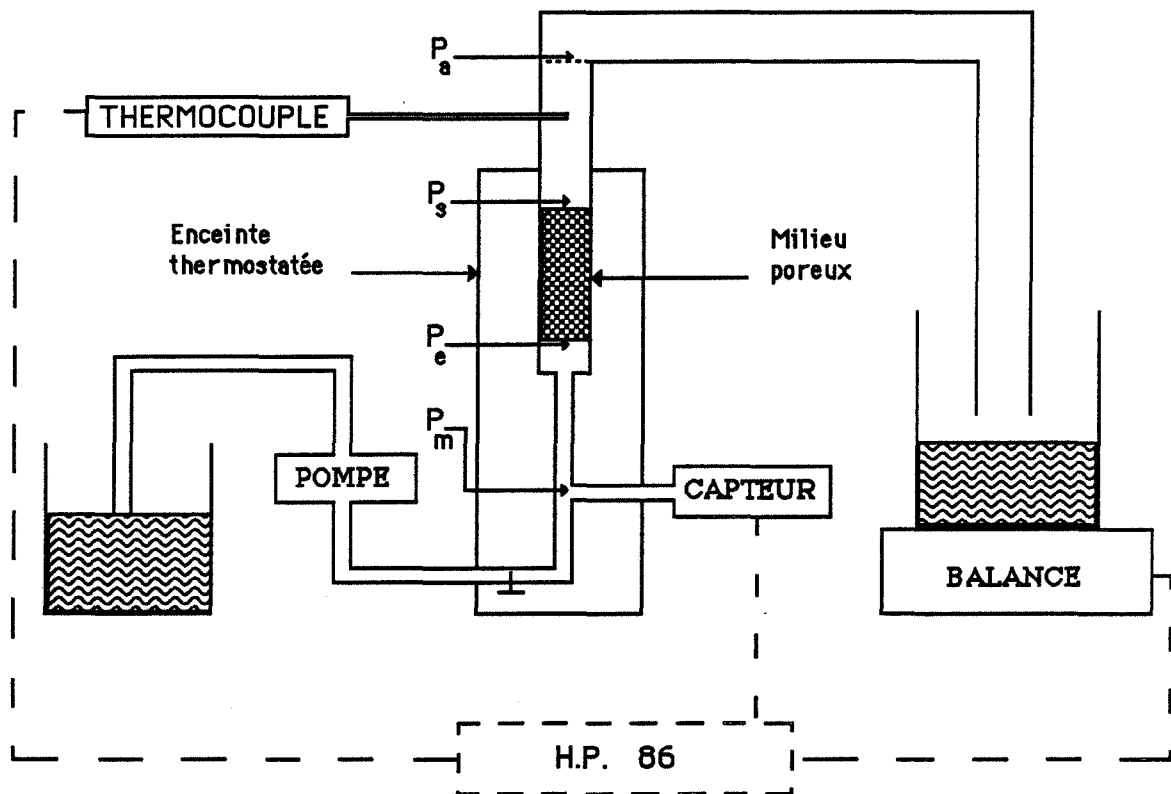 Pa
THERMOCOUPLE
Ps
Enceinte
thermostatée
Milieu
poreux
Pe
Pm
POMPE
CAPTEUR
BALANCE
H.P. 86